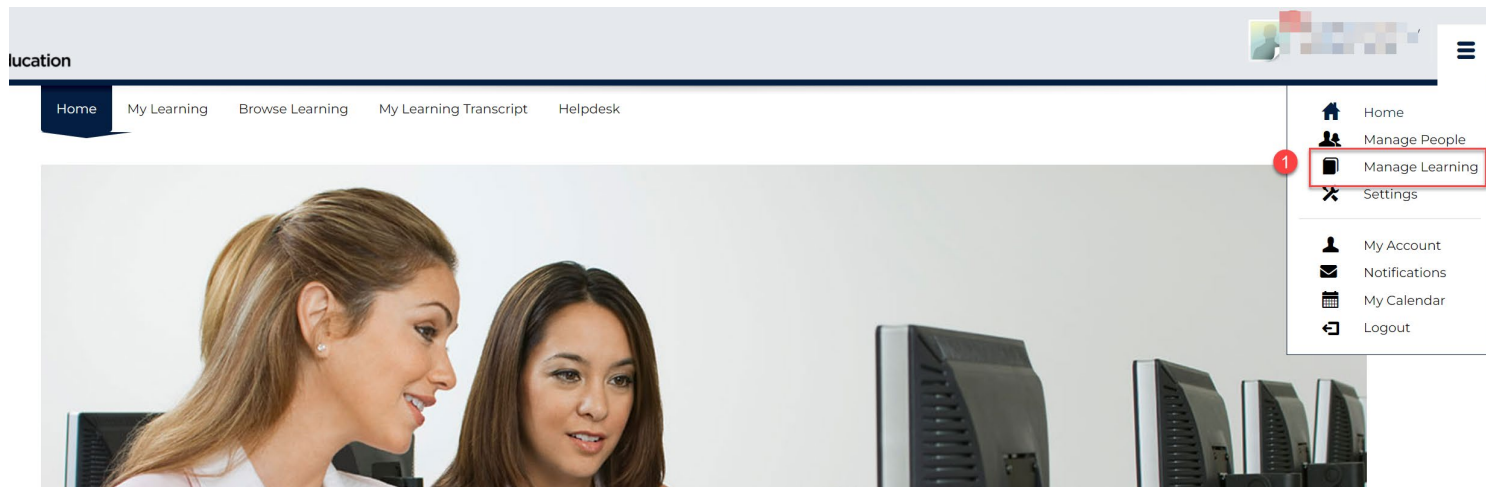 lucation
Home My Learning Browse Learning My Learning Transcript Helpdesk
Home
Manage People
1 Manage Learning
Settings
My Account
Notifications
My Calendar
Logout